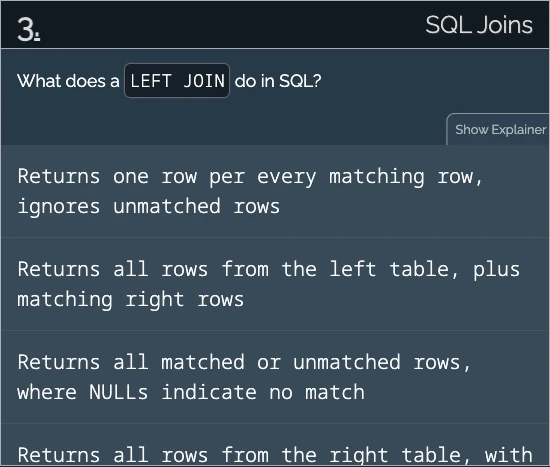 3.
SQL Joins
What does a LEFT JOIN do in SQL?
Show Explainer
Returns one row per every matching row,
ignores unmatched rows
Returns all rows from the left table, plus
matching right rows
Returns all matched or unmatched rows,
where NULLs indicate no match
Returns all rows from the right table, with